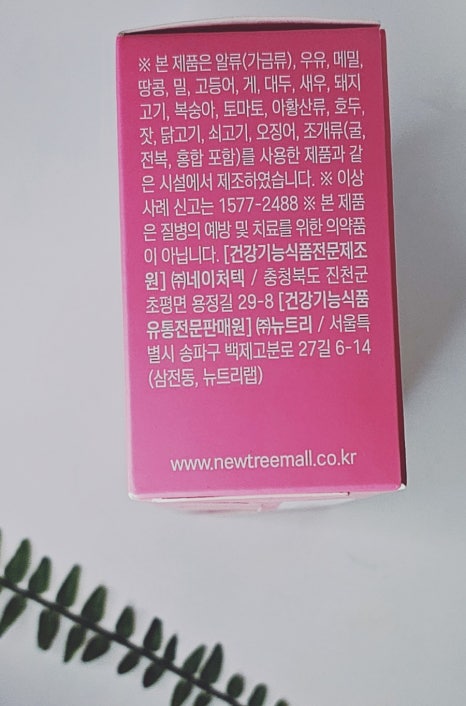 ※ 본 제품은 알류(가금류), 우유, 메밀,
땅콩, 밀, 고등어, 게, 대두, 새우, 돼지
고기, 복숭아, 토마토, 아황산류, 호두,
잣, 닭고기, 쇠고기, 오징어, 조개류(굴,
전복, 홍합 포함)를 사용한 제품과 같
은 시설에서 제조하였습니다. ※ 이상
사례 신고는 1577-2488 ※ 본 제품
은 질병의 예방 및 치료를 위한 의약품
이 아닙니다. [건강기능식품전문제조
원] ㈜네이처텍 / 충청북도 진천군
초평면 용정길 29-8 [건강기능식품
유통전문판매원] ㈜뉴트리 / 서울특
별시 송파구 백제고분로 27길 6-14
(삼전동, 뉴트리랩)
www.newtreemall.co.kr